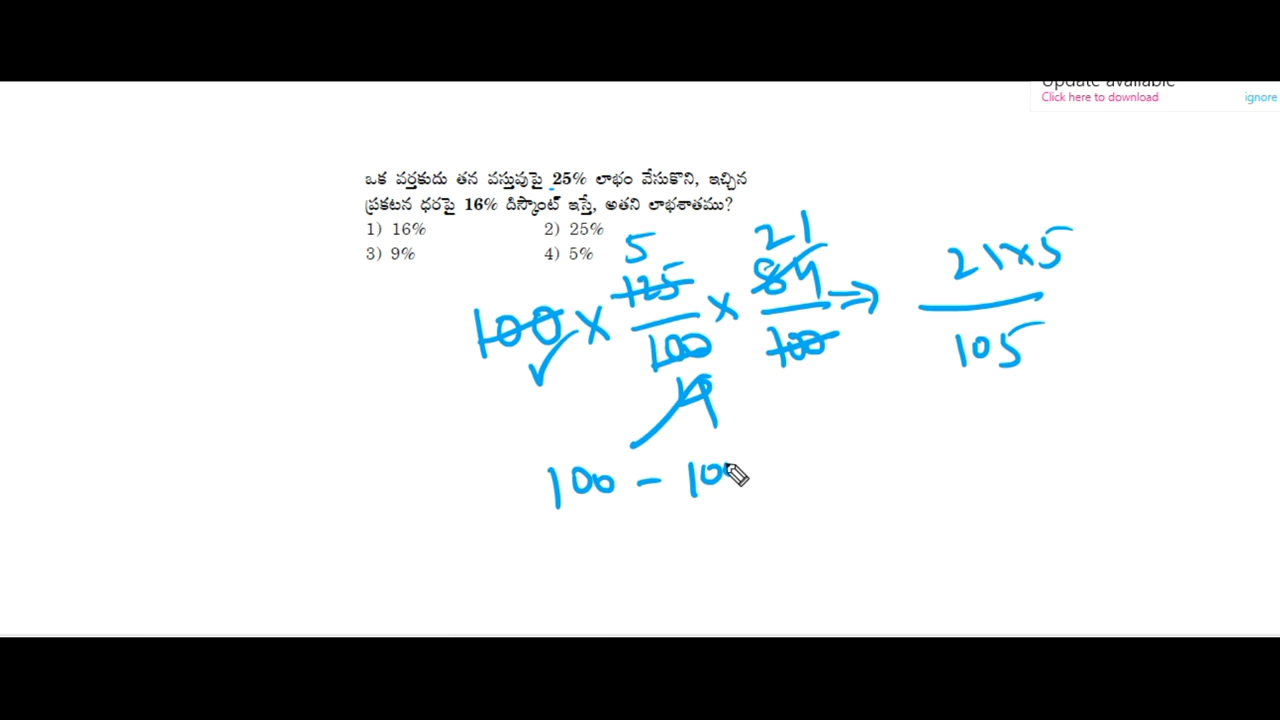 Update available
Click here to download ignore
ఒక వర్తకుదు తన వస్తువుపై 25% లాభం వేసుకొని, ఇచ్చిన
ప్రకటన ధరపై 16% దిస్కౌంట్ ఇస్తే, అతని లాభశాతము?
1) 16% 2) 25%
3) 9% 4) 5%
5 21
100 × 125/100 × 84/100 ⇒ 21×5
105
100 - 10